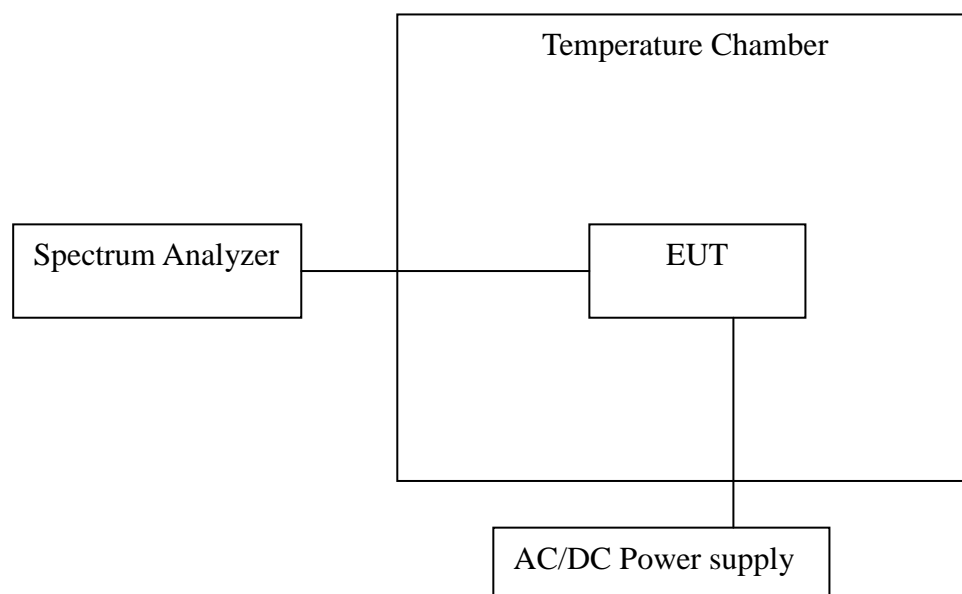 Temperature Chamber
Spectrum Analyzer
EUT
AC/DC Power supply